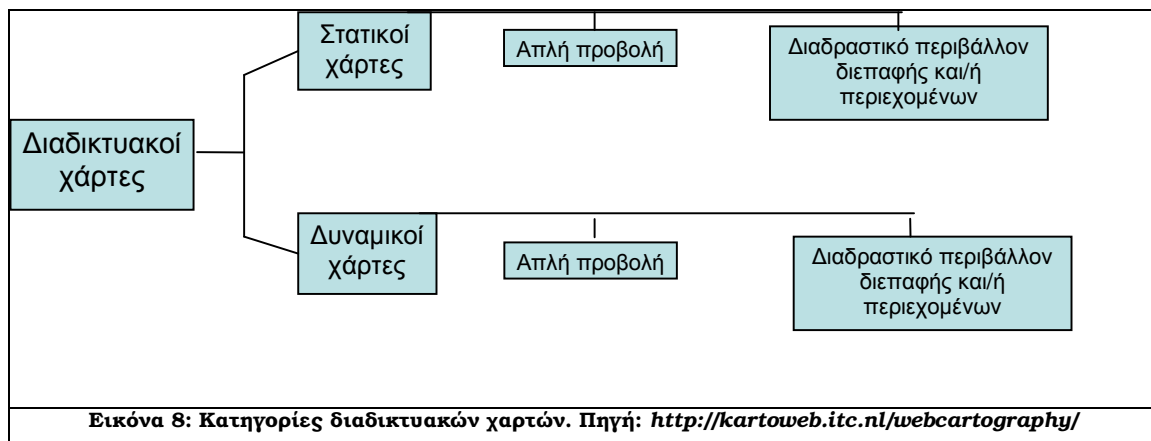 Στατικοί
χάρτες
Απλή προβολή
Διαδραστικό περιβάλλον
διεπαφής και/ή
περιεχομένων
Διαδικτυακοί
χάρτες
Δυναμικοί
χάρτες
Απλή προβολή
Διαδραστικό περιβάλλον
διεπαφής και/ή
περιεχομένων
Εικόνα 8: Κατηγορίες διαδικτυακών χαρτών. Πηγή: http://kartoweb.itc.nl/webcartography/